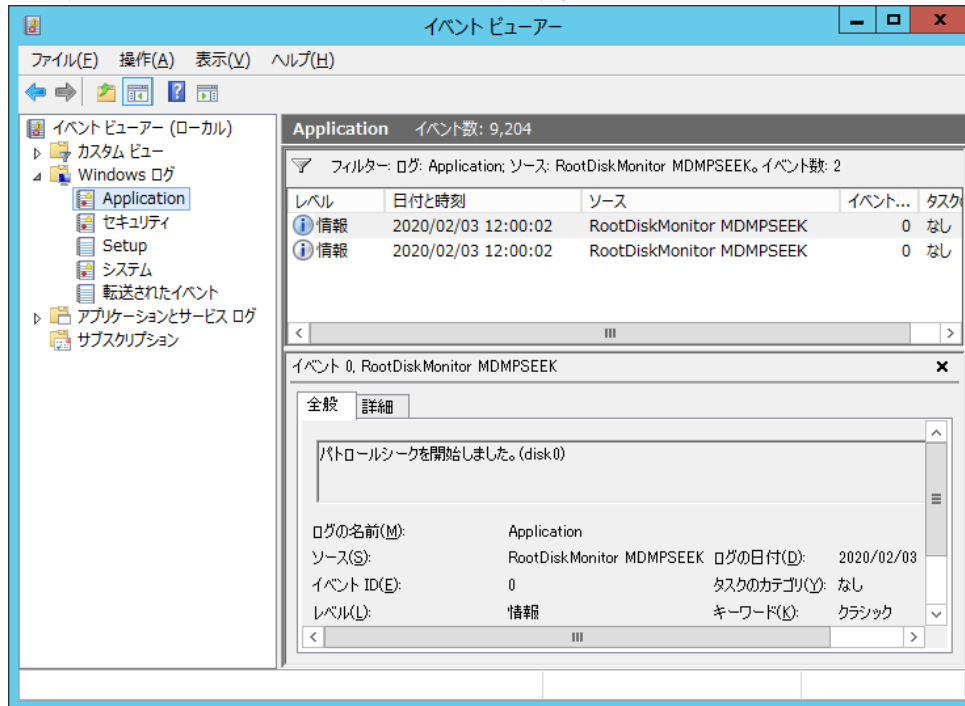 イベント ビューアー
ファイル(F) 操作(A) 表示(V) ヘルプ(H)
イベント ビューアー (ローカル)
カスタム ビュー
Windows ログ
Application
セキュリティ
Setup
システム
転送されたイベント
アプリケーションとサービス ログ
サブスクリプション
Application イベント数: 9,204
フィルター: ログ: Application; ソース: RootDiskMonitor MDMPSEEK。イベント数: 2
レベル 日付と時刻 ソース イベント... タスク
情報 2020/02/03 12:00:02 RootDiskMonitor MDMPSEEK 0 なし
情報 2020/02/03 12:00:02 RootDiskMonitor MDMPSEEK 0 なし
イベント 0, RootDiskMonitor MDMPSEEK
全般 詳細
パトロールシークを開始しました。(disk0)
ログの名前(M): Application
ソース(S): RootDiskMonitor MDMPSEEK ログの日付(D): 2020/02/03
イベント ID(E): 0 タスクのカテゴリ(Y): なし
レベル(L): 情報 キーワード(K): クラシック